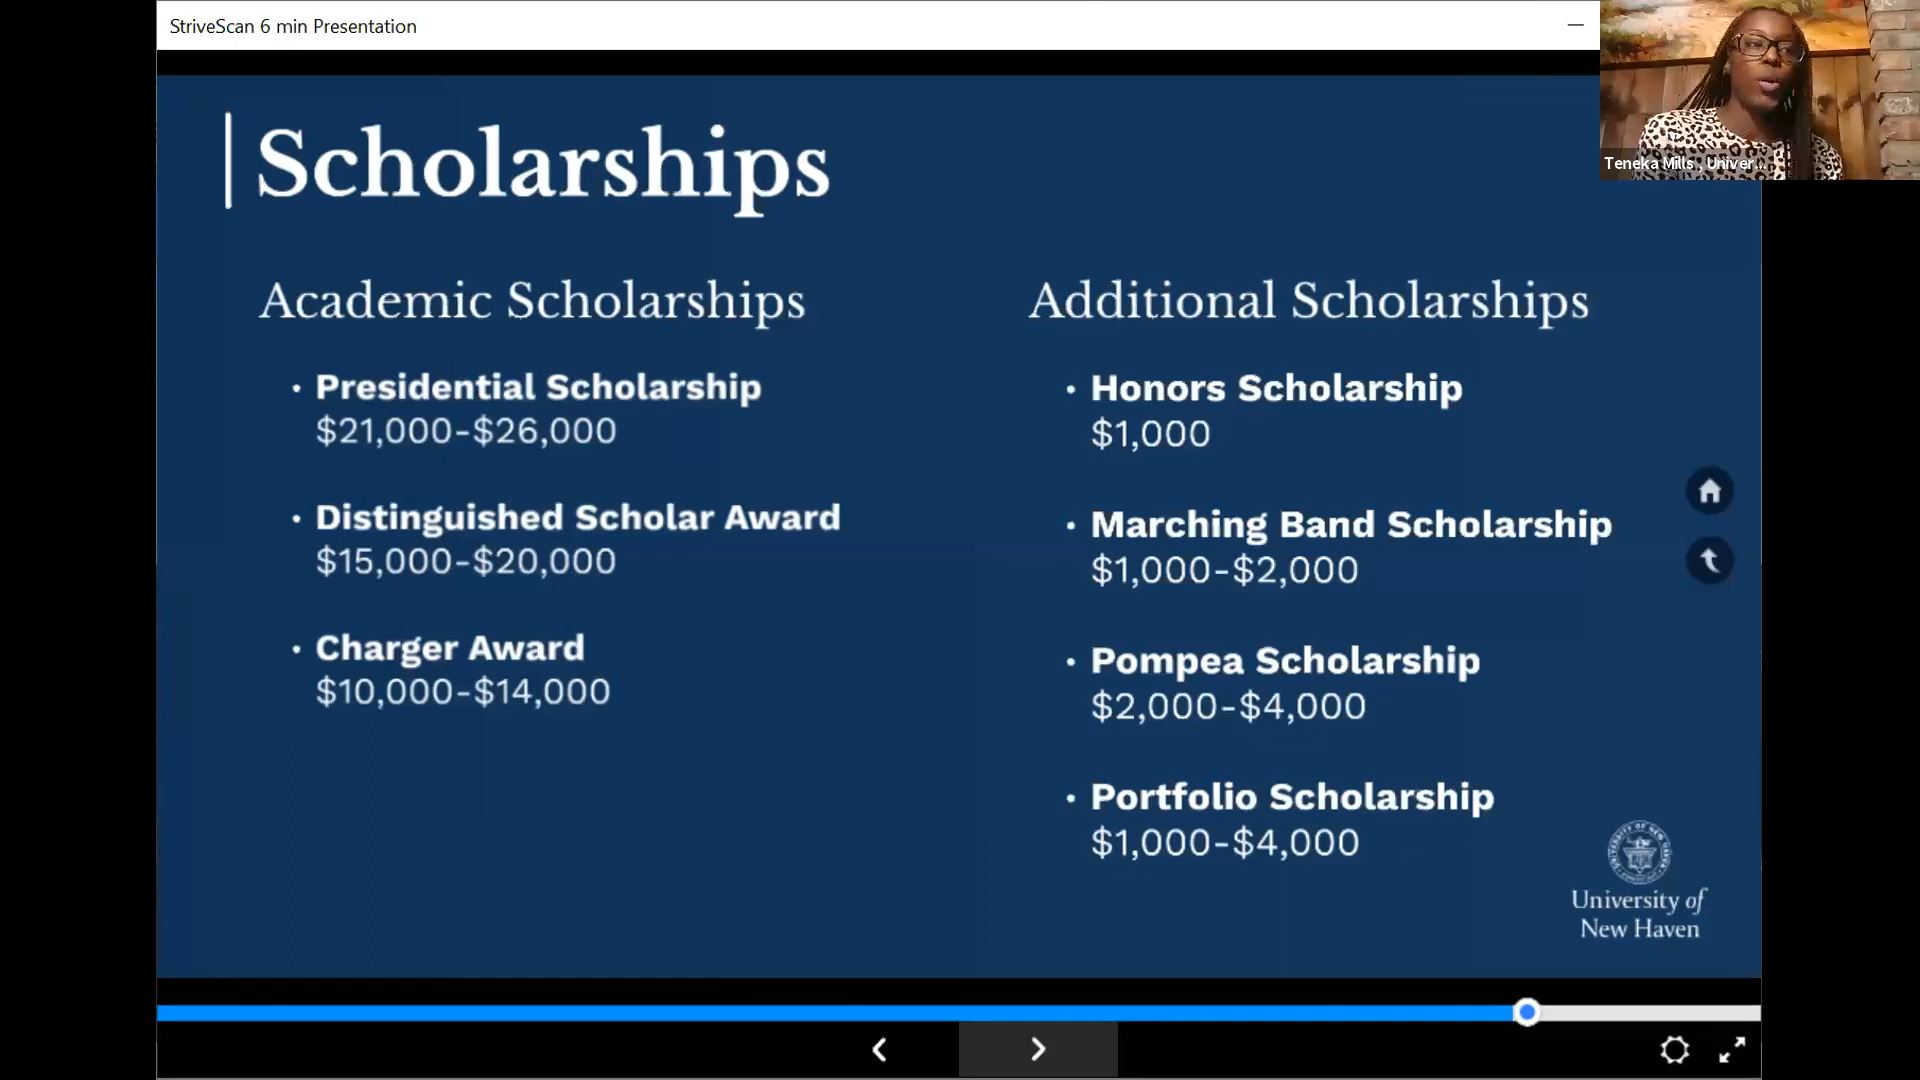 StriveScan 6 min Presentation
Teneka Mills , Univer...
Scholarships
Academic Scholarships
• Presidential Scholarship
$21,000-$26,000
• Distinguished Scholar Award
$15,000-$20,000
• Charger Award
$10,000-$14,000
Additional Scholarships
• Honors Scholarship
$1,000
• Marching Band Scholarship
$1,000-$2,000
• Pompea Scholarship
$2,000-$4,000
• Portfolio Scholarship
$1,000-$4,000
University of
New Haven